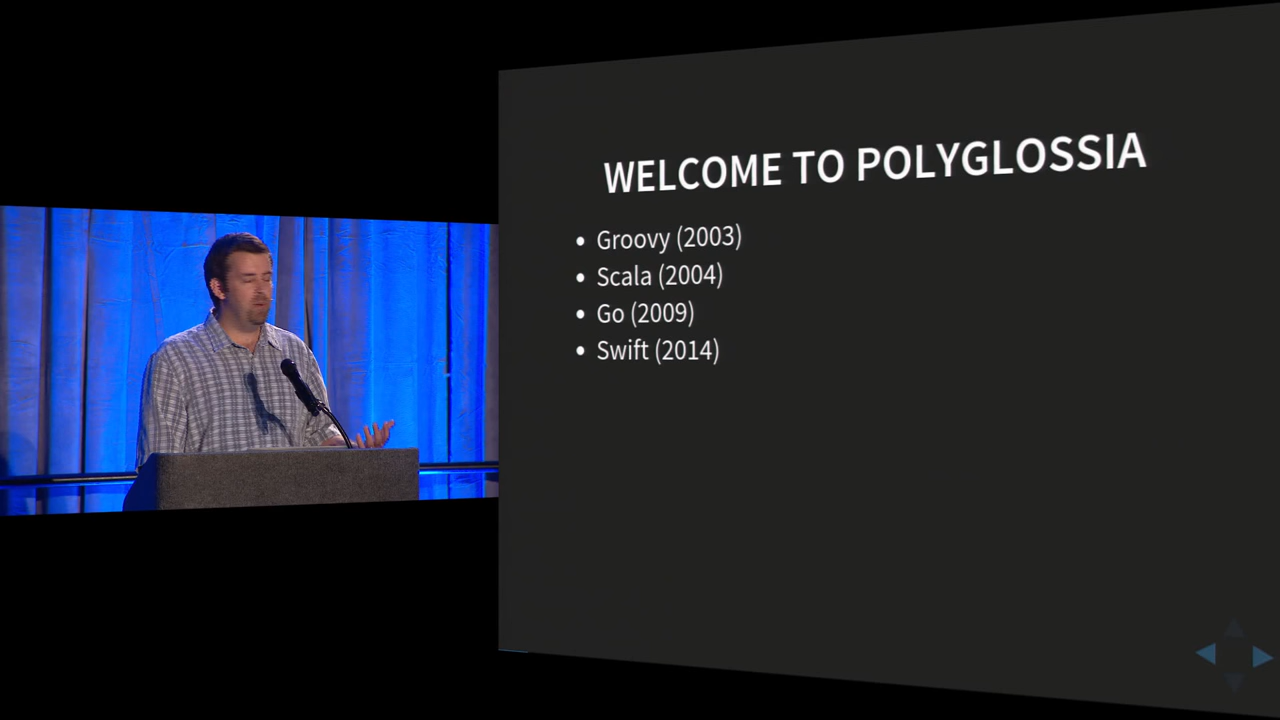 WELCOME TO POLYGLOSSIA
• Groovy (2003)
• Scala (2004)
• Go (2009)
• Swift (2014)